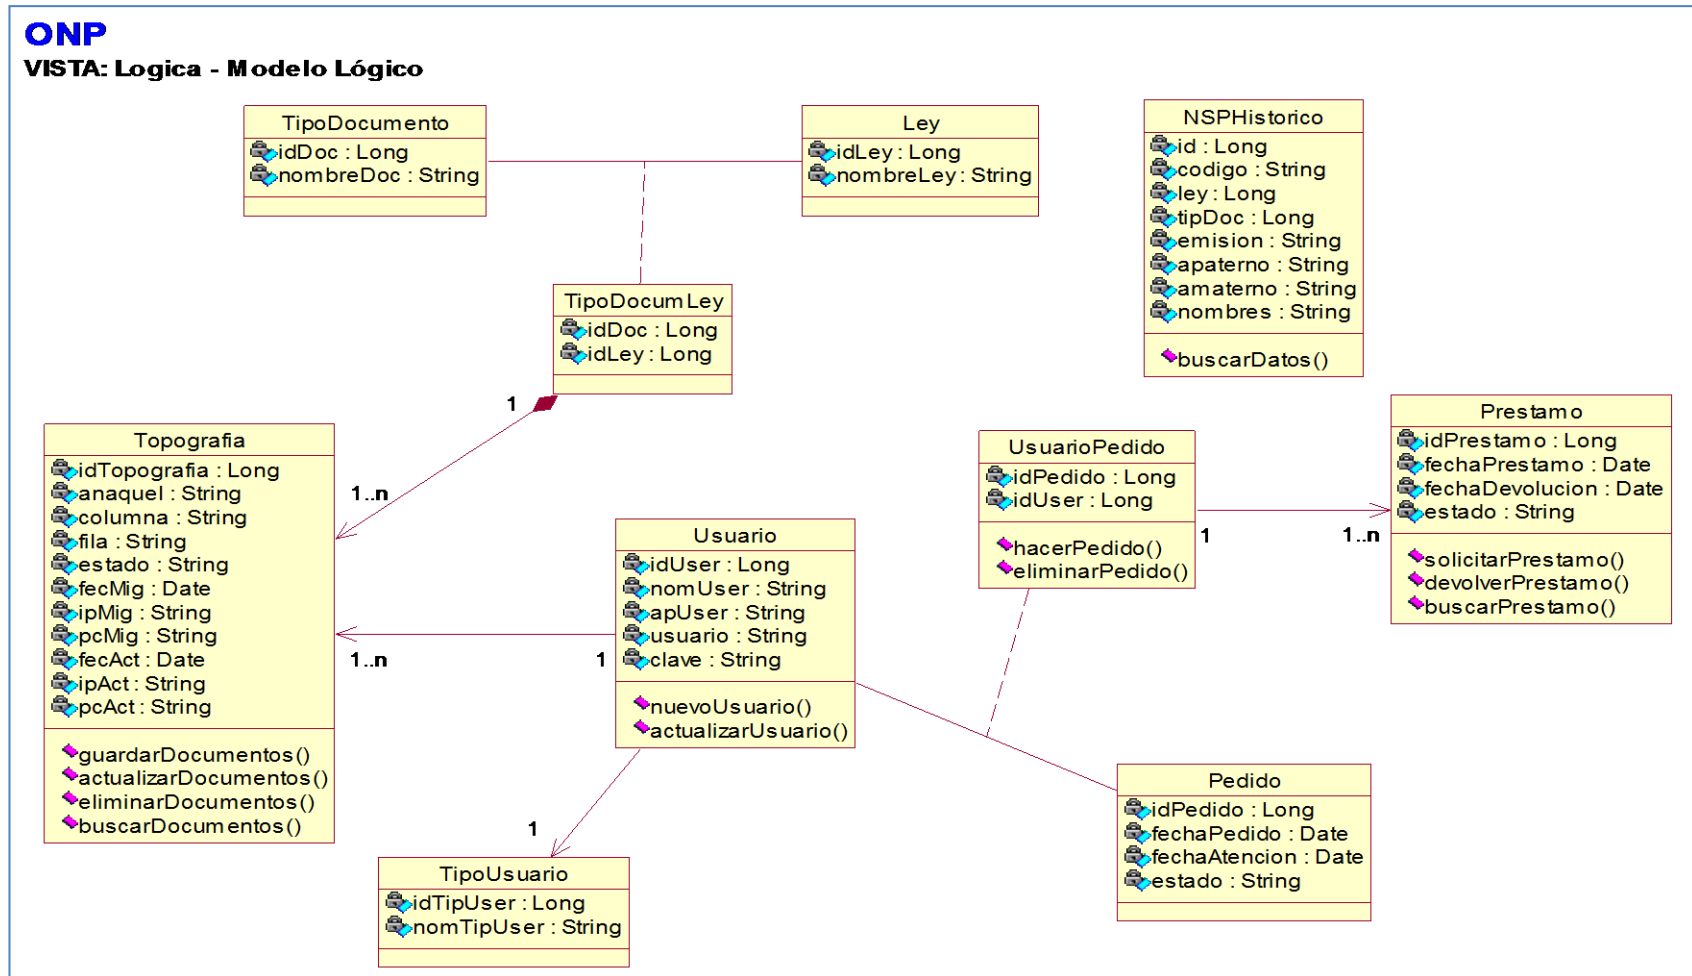 ONP
VISTA: Logica - Modelo Lógico
TipoDocumento
idDoc : Long
nombreDoc : String
Ley
idLey : Long
nombreLey : String
NSPHistorico
id : Long
codigo : String
ley : Long
tipDoc : Long
emision : String
apaterno : String
amaterno : String
nombres : String
buscarDatos()
TipoDocumLey
idDoc : Long
idLey : Long
1
1..n
Topografia
idTopografia : Long
anaquel : String
columna : String
fila : String
estado : String
fecMig : Date
ipMig : String
pcMig : String
fecAct : Date
ipAct : String
pcAct : String
guardarDocumentos()
actualizarDocumentos()
eliminarDocumentos()
buscarDocumentos()
1..n
1
Usuario
idUser : Long
nomUser : String
apUser : String
usuario : String
clave : String
nuevoUsuario()
actualizarUsuario()
UsuarioPedido
idPedido : Long
idUser : Long
hacerPedido()
eliminarPedido()
1
1..n
Prestamo
idPrestamo : Long
fechaPrestamo : Date
fechaDevolucion : Date
estado : String
solicitarPrestamo()
devolverPrestamo()
buscarPrestamo()
1
TipoUsuario
idTipUser : Long
nomTipUser : String
Pedido
idPedido : Long
fechaPedido : Date
fechaAtencion : Date
estado : String